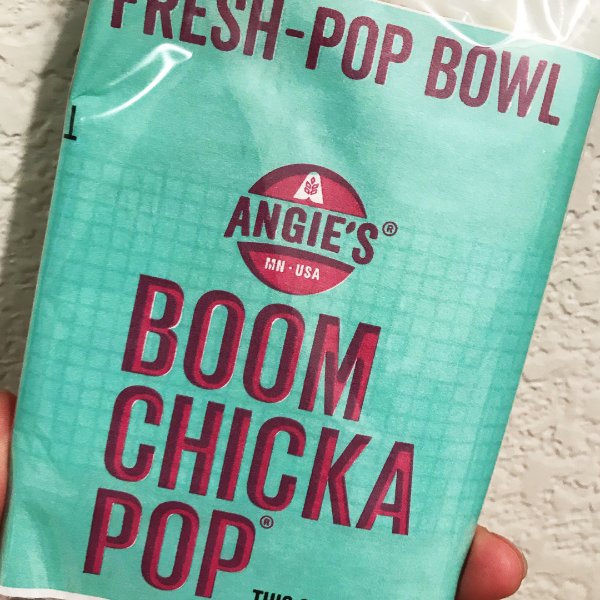 FRESH-POP BOWL
ANGIE'S®
MN · USA
BOOM
CHICKA
POP®